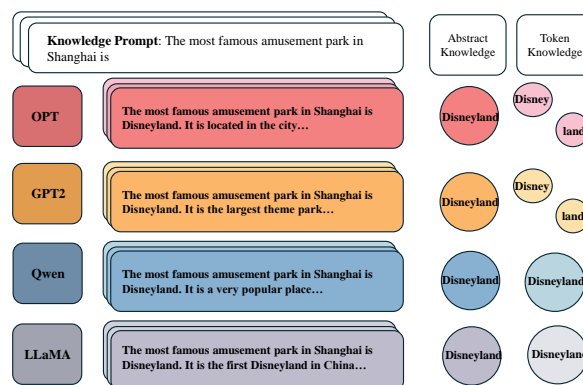 Knowledge Prompt: The most famous amusement park in
Shanghai is
Abstract
Knowledge
Token
Knowledge
OPT
The most famous amusement park in Shanghai is
Disneyland. It is located in the city…
Disneyland
Disney
land
GPT2
The most famous amusement park in Shanghai is
Disneyland. It is the largest theme park…
Disneyland
Disney
land
Qwen
The most famous amusement park in Shanghai is
Disneyland. It is a very popular place…
Disneyland
Disneyland
LLaMA
The most famous amusement park in Shanghai is
Disneyland. It is the first Disneyland in China…
Disneyland
Disneyland